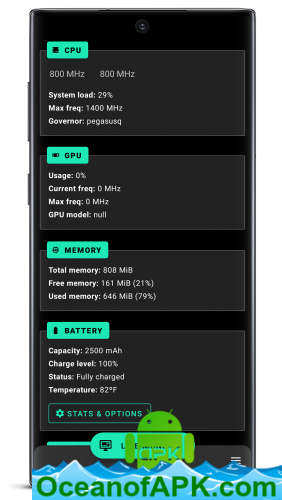 CPU
800 MHz 800 MHz
System load: 29%
Max freq: 1400 MHz
Governor: pegasusq
GPU
Usage: 0%
Current freq: 0 MHz
Max freq: 0 MHz
GPU model: null
MEMORY
Total memory: 808 MiB
Free memory: 161 MiB (21%)
Used memory: 646 MiB (79%)
BATTERY
Capacity: 2500 mAh
Charge level: 100%
Status: Fully charged
Temperature: 82°F
STATS & OPTIONS
APK
OceanofAPK.com